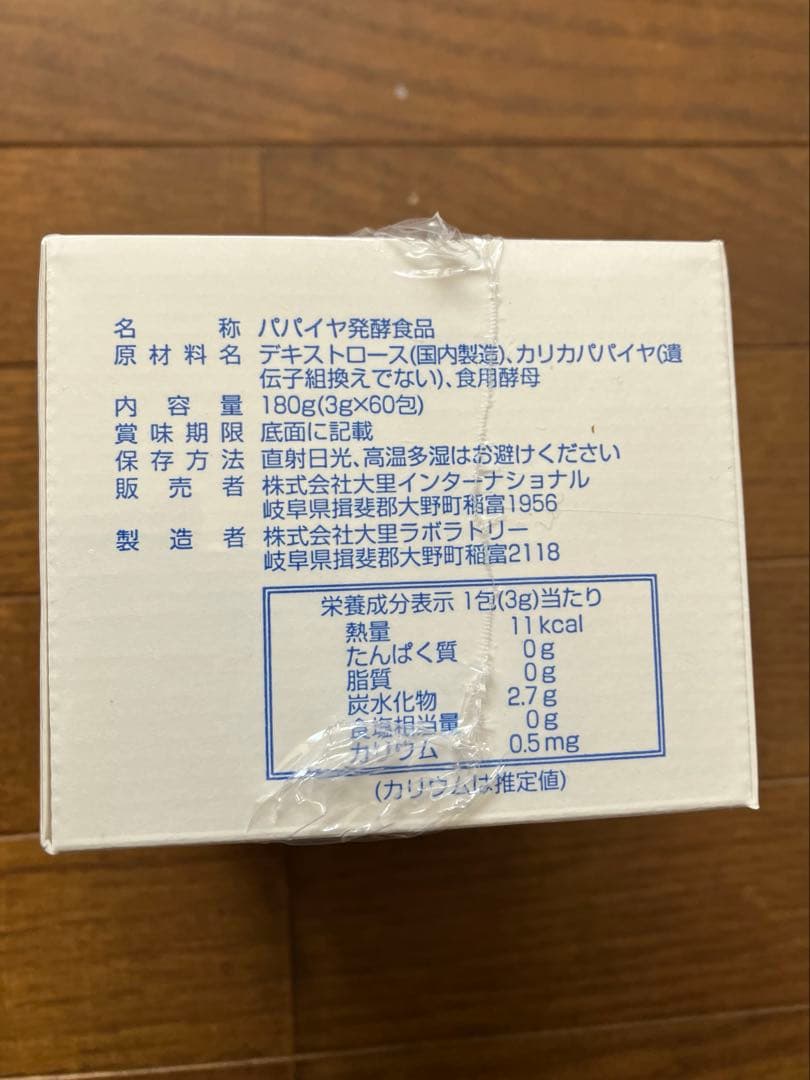 名称 パパイヤ発酵食品
原材料名 デキストロース(国内製造)、カリカパパイヤ(遺
伝子組換えでない)、食用酵母
内容量 180g(3g×60包)
賞味期限 底面に記載
保存方法 直射日光、高温多湿はお避けください
販売者 株式会社大里インターナショナル
岐阜県揖斐郡大野町稲富1956
製造者 株式会社大里ラボラトリー
岐阜県揖斐郡大野町稲富2118
栄養成分表示 1包(3g)当たり
熱量 11kcal
たんぱく質 0g
脂質 0g
炭水化物 2.7g
食塩相当量 0g
カリウム 0.5mg
(カリウムは推定値)